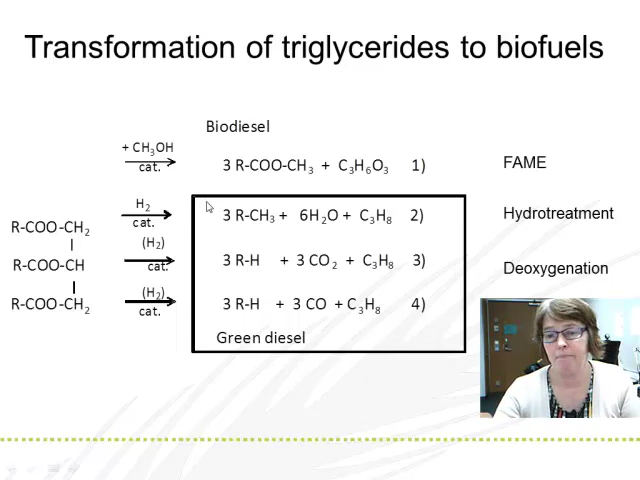 Transformation of triglycerides to biofuels
Biodiesel
+ CH3OH
cat.
3 R-COO-CH3 + C3H6O3 1)
FAME
H2
cat.
3 R-CH3 + 6H2O + C3H8 2)
Hydrotreatment
R-COO-CH2
(H2)
cat.
R-COO-CH
3 R-H + 3 CO2 + C3H8 3)
Deoxygenation
R-COO-CH2
(H2)
cat.
3 R-H + 3 CO + C3H8 4)
Green diesel